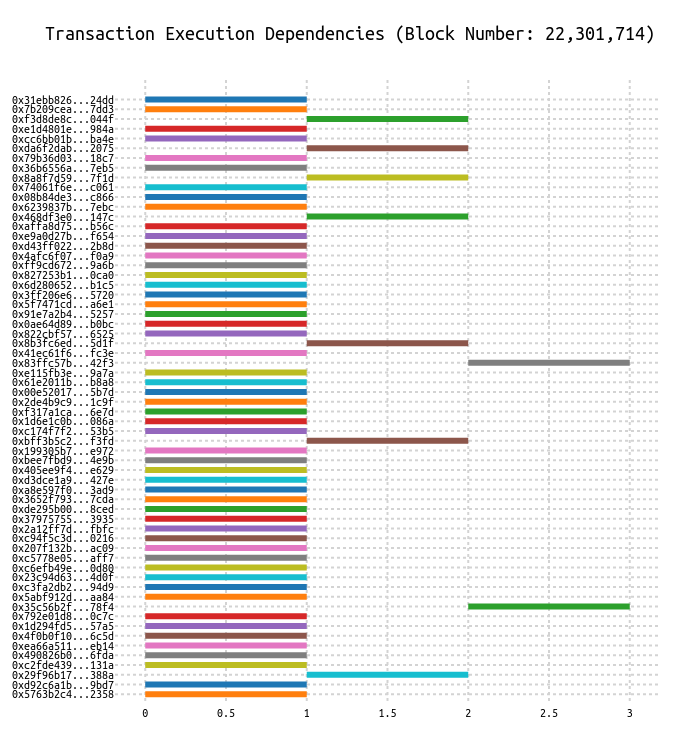 Transaction Execution Dependencies (Block Number: 22,301,714)
0x31ebb826...24dd
0x7b209cea...7dd3
0xf3d8de8c...044f
0xe1d4801e...984a
0xcc6bb01b...ba4e
0xda6f2dab...2075
0x79b36d03...18c7
0x36b6556a...7eb5
0x8a8f7d59...7f1d
0x74061f6e...c061
0x08b84de3...c866
0x6239837b...7ebc
0x468df3e0...147c
0xaffa8d75...b56c
0xe9a0d27b...f654
0xd43ff022...2b8d
0x4afc6f07...f0a9
0xff9cd672...9a6b
0x827253b1...0ca0
0x6d280652...b1c5
0x3ff206e6...5720
0x5f7471cd...a6e1
0x91e7a2b4...5257
0x0ae64d89...b0bc
0x822cbf57...6525
0x8b3fc6ed...5d1f
0x41ec61f6...fc3e
0x83ffc57b...42f3
0xe115fb3e...9a7a
0x61e2011b...b8a8
0x00e52017...5b7d
0x2de4b9c9...1c9f
0xf317a1ca...6e7d
0x1d6e1c0b...086a
0xc174f7f2...53b5
0xbff3b5c2...f3fd
0x199305b7...e972
0xbee7fbd9...4e9b
0x405ee9f4...e629
0xd3dce1a9...427e
0xa8e597f0...3ad9
0x3652f793...7cda
0xde295b00...8ced
0x37975755...3935
0x2a12ff7d...fbfc
0xc94f5c3d...0216
0x207f132b...ac09
0xc5778e05...aff7
0xc6efb49e...0d80
0x23c94d63...4d0f
0xc3fa2db2...94d9
0x5abf912d...aa84
0x35c56b2f...78f4
0x792e01d8...0c7c
0x1d294fd5...57a5
0x4f0b0f10...6c5d
0xea66a511...eb14
0x490826b0...6fda
0xc2fde439...131a
0x29f96b17...388a
0xd92c6a1b...9bd7
0x5763b2c4...2358
0 0.5 1 1.5 2 2.5 3